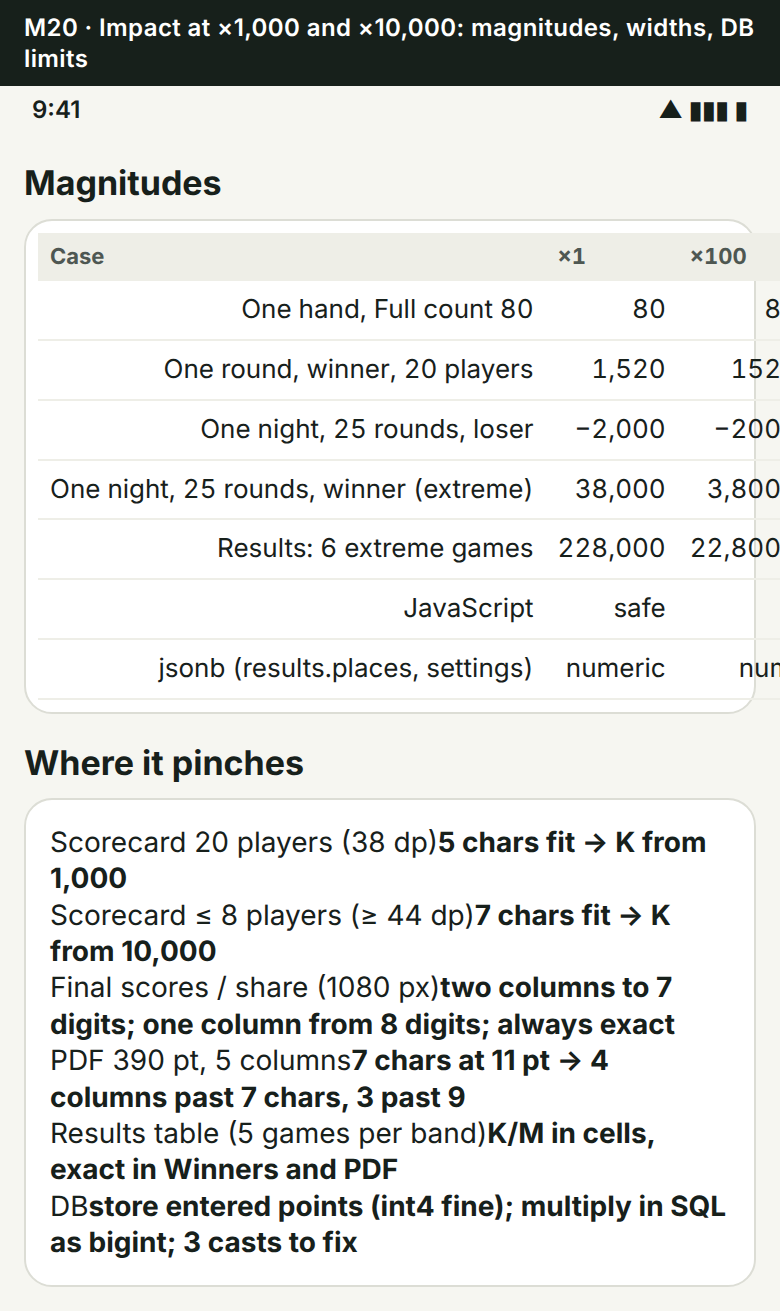 M20 · Impact at ×1,000 and ×10,000: magnitudes, widths, DB
limits
9:41
Magnitudes
Case ×1 ×100
One hand, Full count 80 80 8
One round, winner, 20 players 1,520 152
One night, 25 rounds, loser −2,000 −200
One night, 25 rounds, winner (extreme) 38,000 3,800
Results: 6 extreme games 228,000 22,800
JavaScript safe
jsonb (results.places, settings) numeric num
Where it pinches
Scorecard 20 players (38 dp)5 chars fit → K from
1,000
Scorecard ≤ 8 players (≥ 44 dp)7 chars fit → K
from 10,000
Final scores / share (1080 px)two columns to 7
digits; one column from 8 digits; always exact
PDF 390 pt, 5 columns7 chars at 11 pt → 4
columns past 7 chars, 3 past 9
Results table (5 games per band)K/M in cells,
exact in Winners and PDF
DBstore entered points (int4 fine); multiply in SQL
as bigint; 3 casts to fix